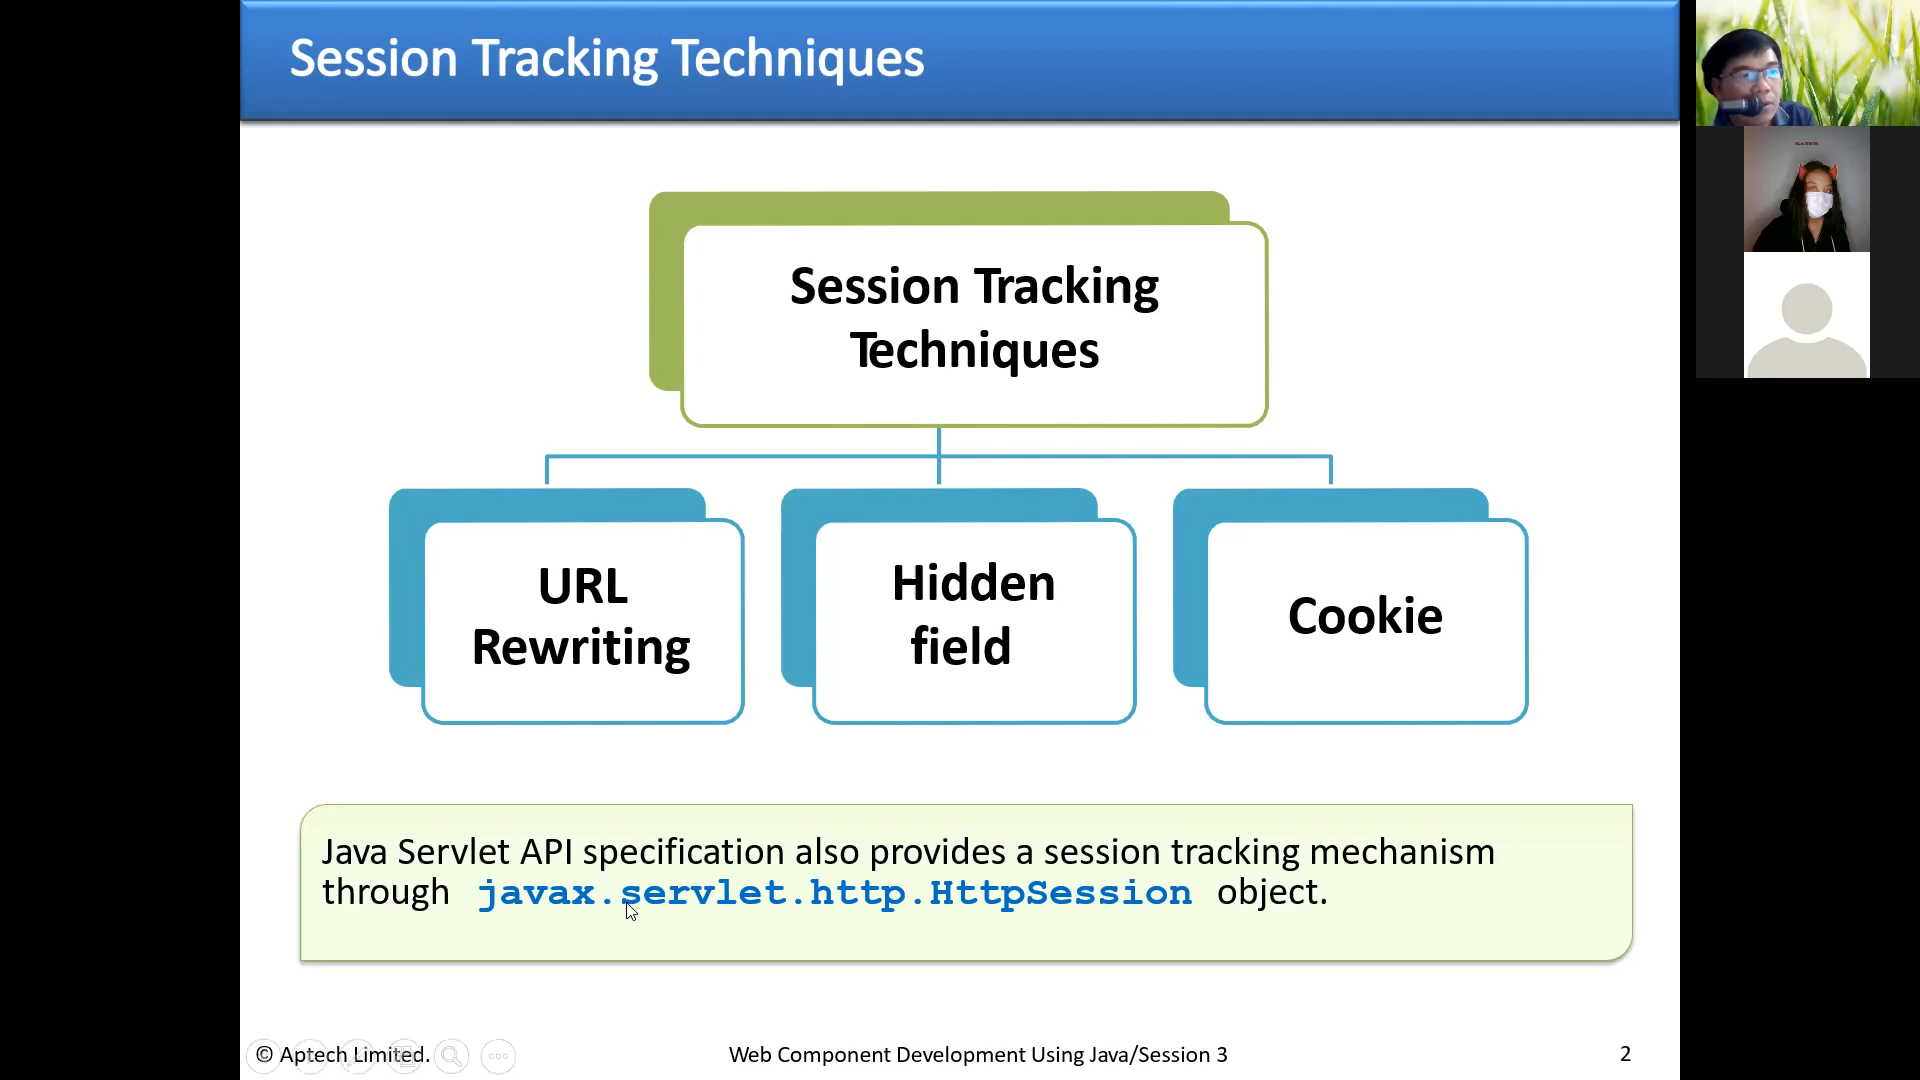 Session Tracking Techniques
Session Tracking
Techniques
URL
Rewriting
Hidden
field
Cookie
Java Servlet API specification also provides a session tracking mechanism
through javax.servlet.http.HttpSession object.
© Aptech Limited.
Web Component Development Using Java/Session 3
2